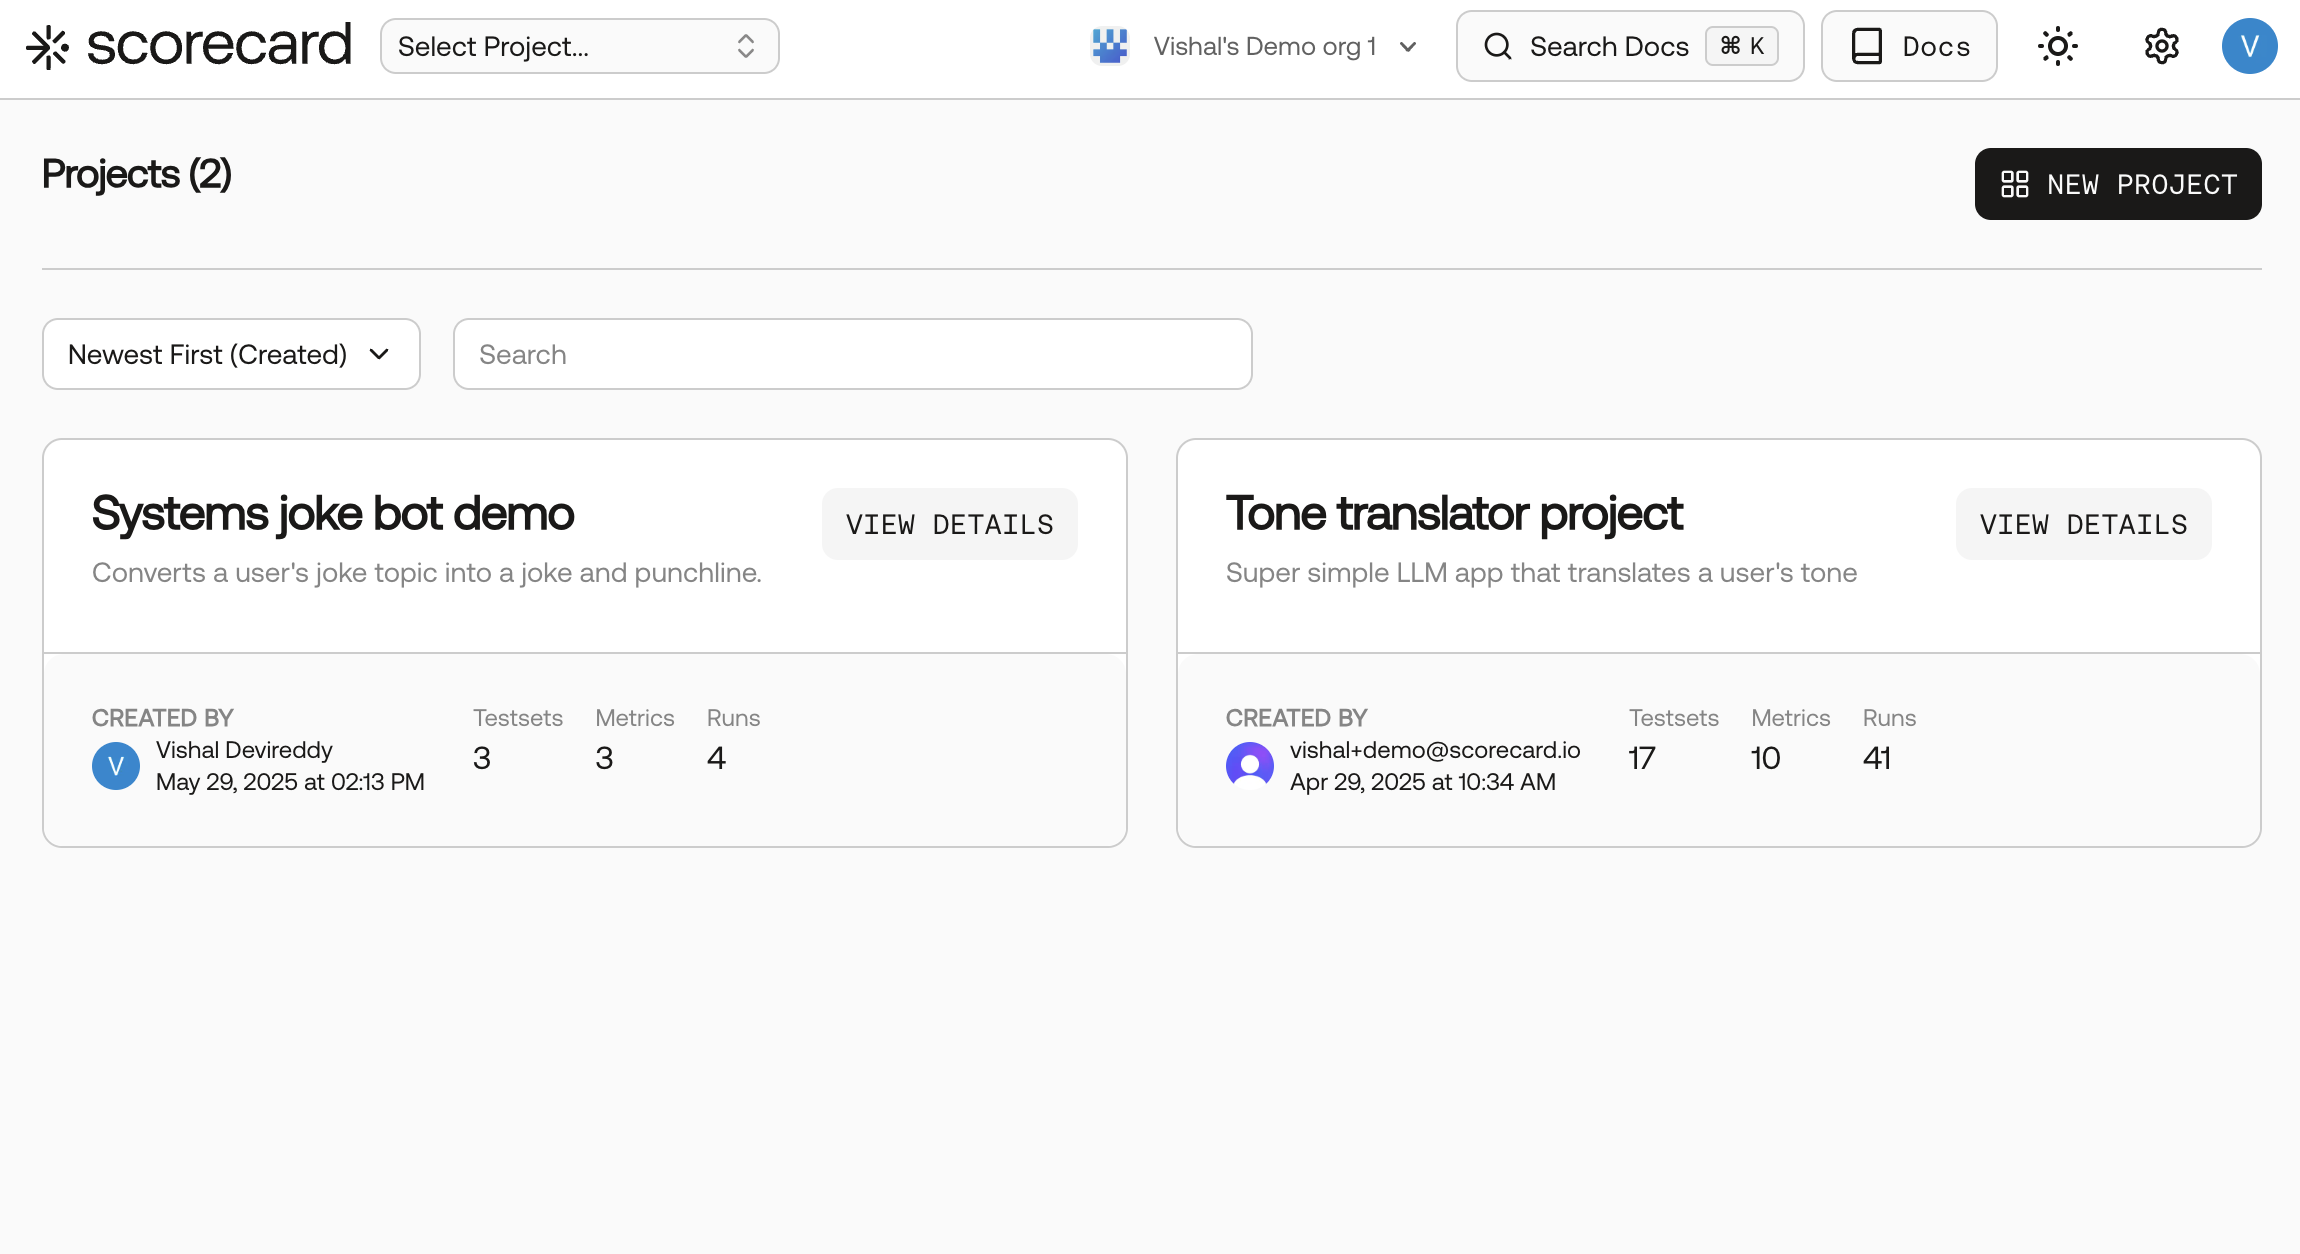 scorecard
Select Project...
Vishal's Demo org 1
Search Docs ⌘ K
Docs
V
Projects (2)
NEW PROJECT
Newest First (Created)
Search
Systems joke bot demo
VIEW DETAILS
Converts a user's joke topic into a joke and punchline.
CREATED BY
V
Vishal Devireddy
May 29, 2025 at 02:13 PM
Testsets Metrics Runs
3 3 4
Tone translator project
VIEW DETAILS
Super simple LLM app that translates a user's tone
CREATED BY
vishal+demo@scorecard.io
Apr 29, 2025 at 10:34 AM
Testsets Metrics Runs
17 10 41